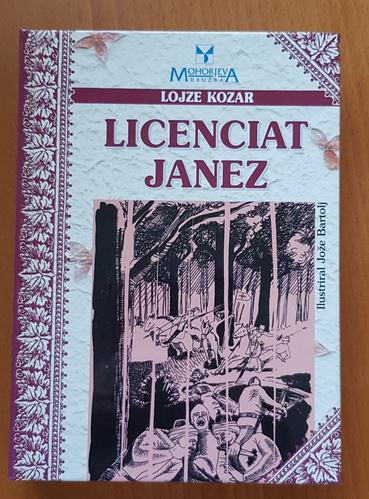 MOHORJEVA
DRUŽBA
LOJZE KOZAR
LICENCIAT
JANEZ
Ilustriral Jože Bartolj